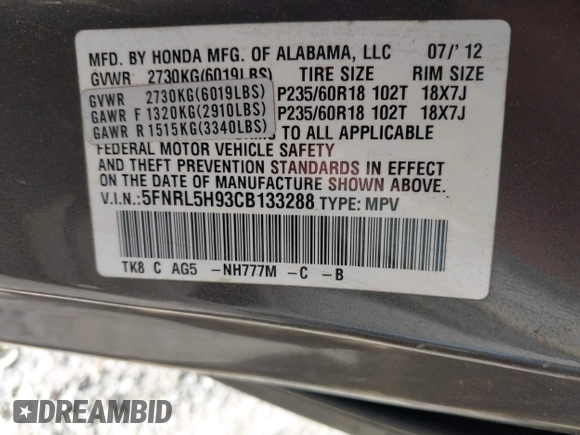 MFD. BY HONDA MFG. OF ALABAMA, LLC 07/' 12
GVWR 2730KG(6019LBS) TIRE SIZE RIM SIZE
GVWR 2730KG(6019LBS) P235/60R18 102T 18X7J
GAWR F 1320KG(2910LBS) P235/60R18 102T 18X7J
GAWR R 1515KG(3340LBS) TO ALL APPLICABLE
FEDERAL MOTOR VEHICLE SAFETY
AND THEFT PREVENTION STANDARDS IN EFFECT
ON THE DATE OF MANUFACTURE SHOWN ABOVE.
V.I.N.:5FNRL5H93CB133288 TYPE: MPV
TK8 C AG5 -NH777M -C -B
DREAMBID